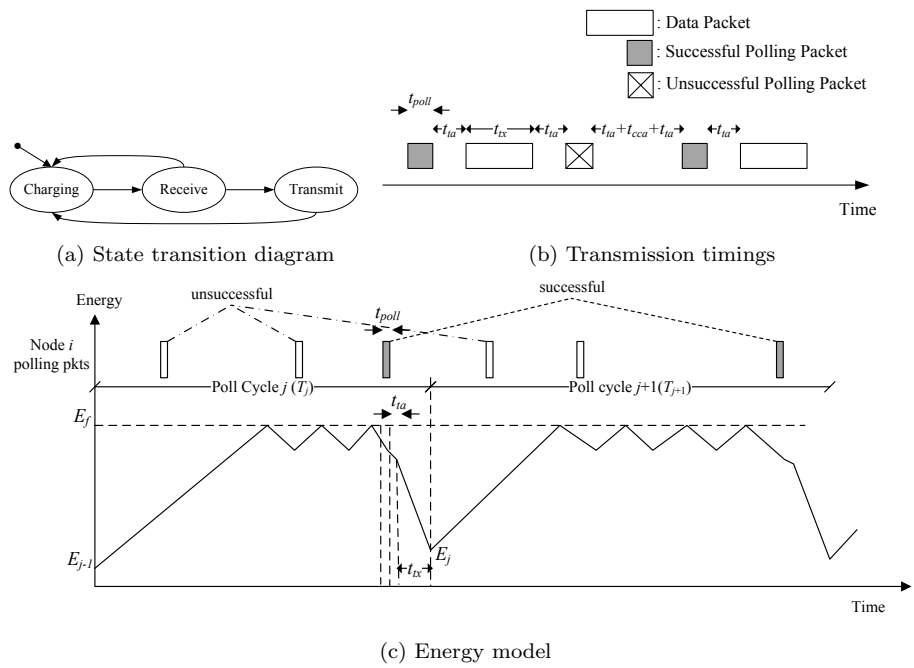 : Data Packet
: Successful Polling Packet
: Unsuccessful Polling Packet
t_poll
t_ta t_tx t_ta t_ta+t_cca+t_ta t_ta
Charging Receive Transmit
Time
(a) State transition diagram
(b) Transmission timings
Energy
unsuccessful
successful
t_poll
Node i
polling pkts
Poll Cycle j (T_j)
Poll cycle j+1(T_{j+1})
t_ta
E_f
E_{j-1}
E_j
t_tx
Time
(c) Energy model